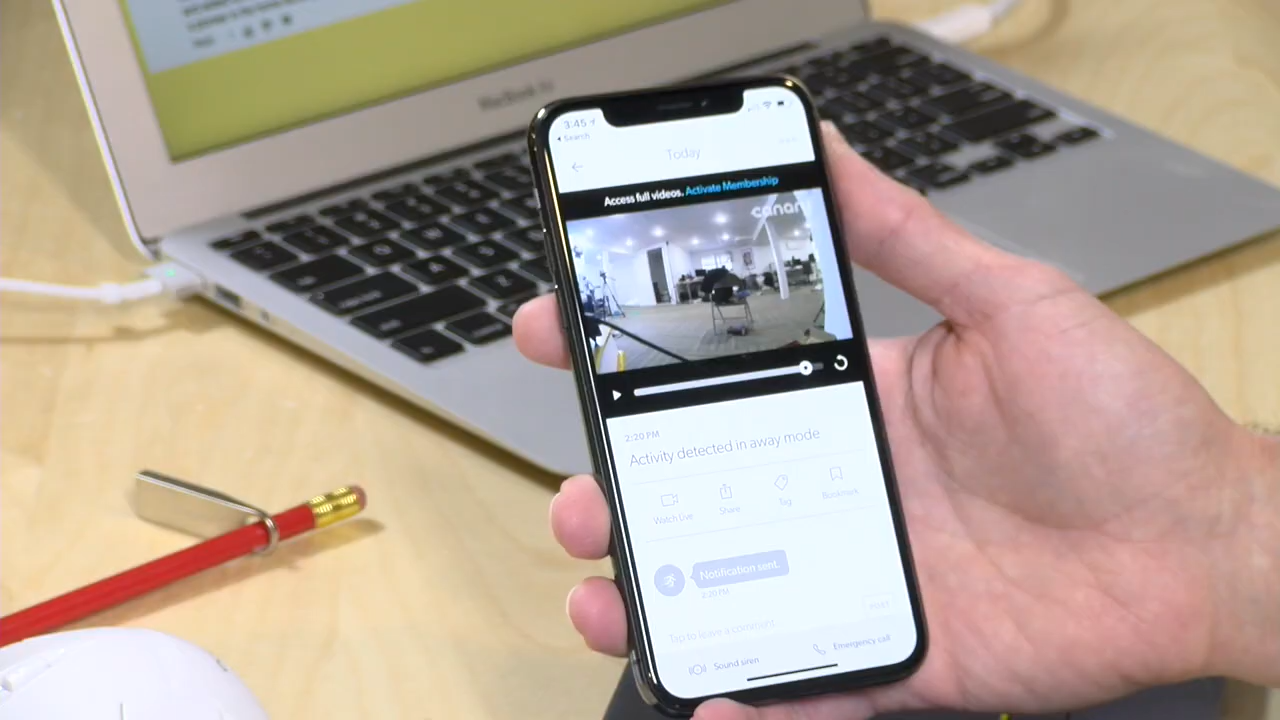 MacBook Air
3:45
Search
Today
Access full videos. Activate Membership
canary
2:20 PM
Activity detected in away mode
Watch Live
Share
Tag
Bookmark
Notification sent.
2:20 PM
POST
Tap to leave a comment
Sound siren
Emergency call